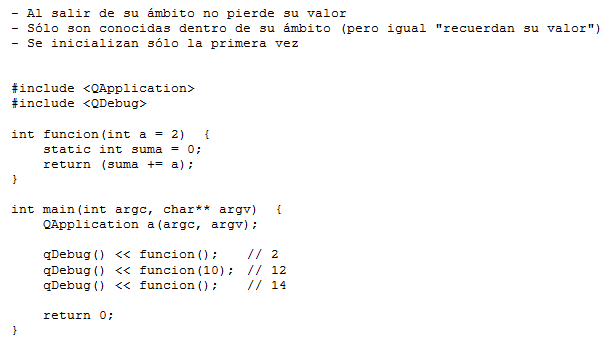 - Al salir de su ámbito no pierde su valor
- Sólo son conocidas dentro de su ámbito (pero igual "recuerdan su valor")
- Se inicializan sólo la primera vez

#include <QApplication>
#include <QDebug>

int funcion(int a = 2)  {
    static int suma = 0;
    return (suma += a);
}

int main(int argc, char** argv)  {
    QApplication a(argc, argv);

    qDebug() << funcion();    // 2
    qDebug() << funcion(10);  // 12
    qDebug() << funcion();    // 14

    return 0;
}